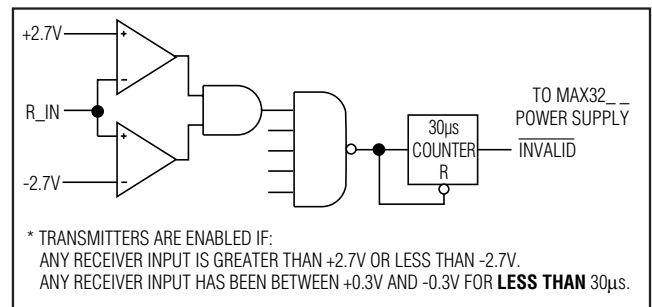 +2.7V
R_IN
-2.7V
30µs
COUNTER
R
TO MAX32_ _
POWER SUPPLY
INVALID
* TRANSMITTERS ARE ENABLED IF:
ANY RECEIVER INPUT IS GREATER THAN +2.7V OR LESS THAN -2.7V.
ANY RECEIVER INPUT HAS BEEN BETWEEN +0.3V AND -0.3V FOR LESS THAN 30µs.